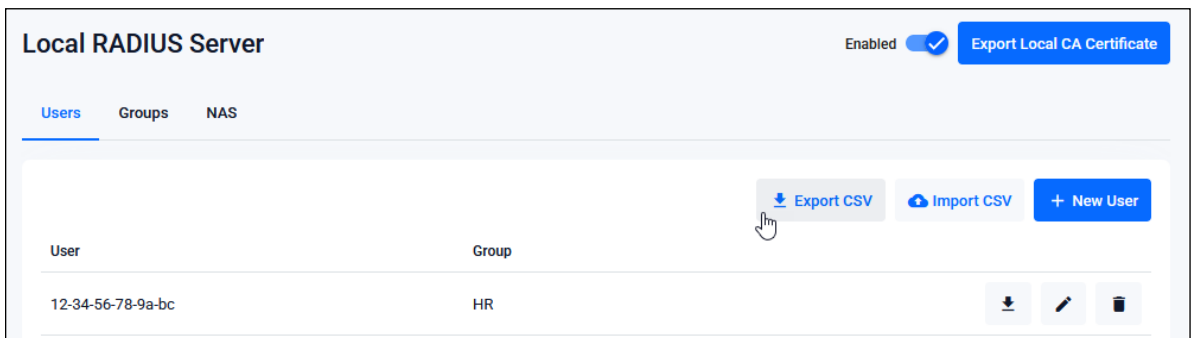 Local RADIUS Server
Enabled
Export Local CA Certificate
Users Groups NAS
Export CSV Import CSV + New User
User Group
12-34-56-78-9a-bc HR